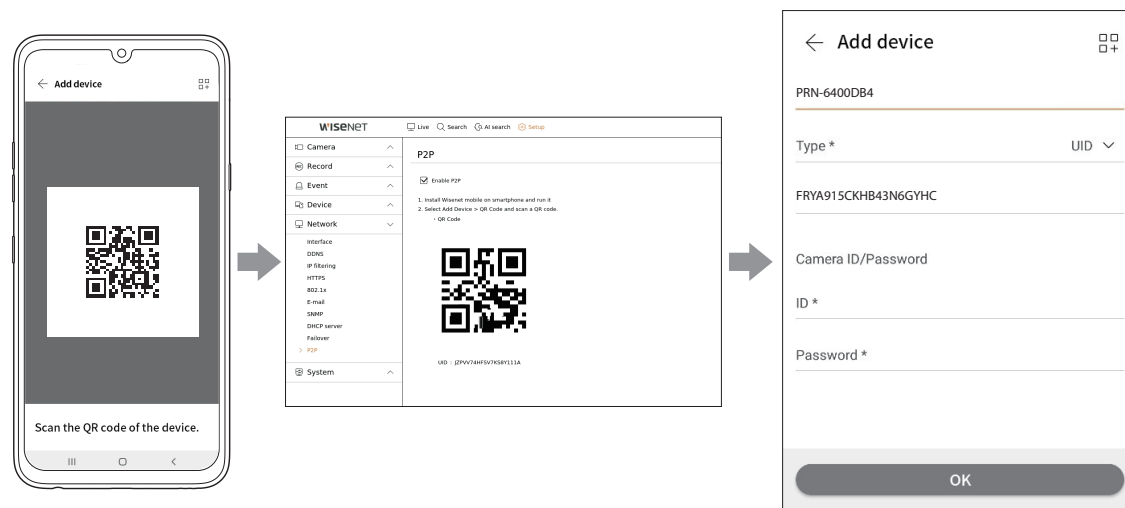 Add device
Scan the QR code of the device.
WISENET
Live Search AI search Setup
Camera
Record
Event
Device
Network
Interface
DDNS
IP filtering
HTTPS
802.1x
E-mail
SNMP
DHCP server
Failover
> P2P
System
P2P
Enable P2P
1. Install Wisenet mobile on smartphone and run it
2. Select Add Device > QR Code and scan a QR code.
• QR Code
UID : JZPVV74HFSV7KS8Y111A
Add device
PRN-6400DB4
Type * UID
FRYA915CKHB43N6GYHC
Camera ID/Password
ID *
Password *
OK